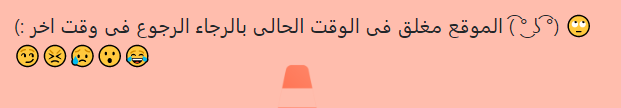 🙄 ( ͡° ͜ʖ ͡°) الموقع مغلق فى الوقت الحالى بالرجاء الرجوع فى وقت اخر :(
😏😣😥😮😂